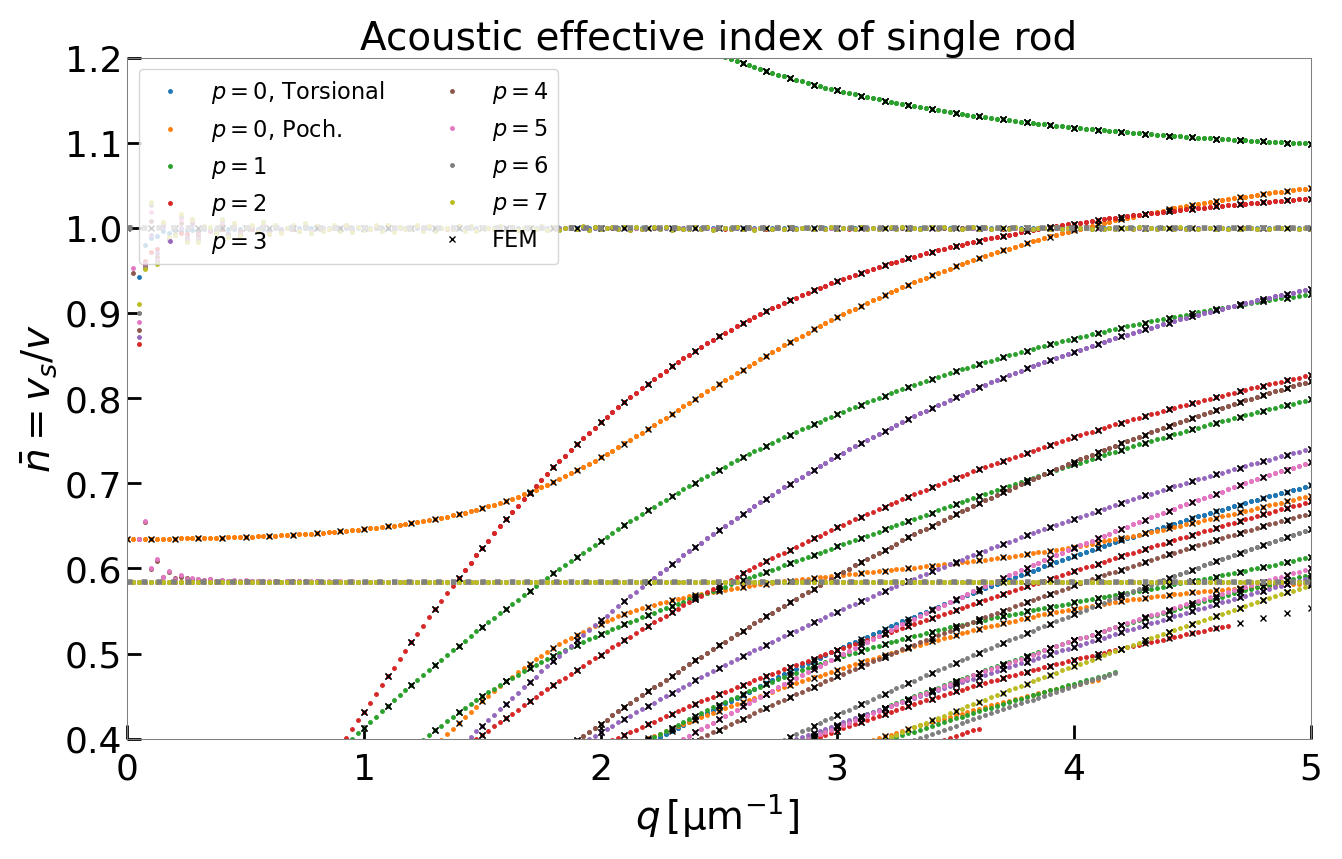 Acoustic effective index of single rod
1.2
1.1
1.0
0.9
0.8
0.7
0.6
0.5
0.4
n̄ = v_s/v
p = 0, Torsional
p = 0, Poch.
p = 1
p = 2
p = 3
p = 4
p = 5
p = 6
p = 7
FEM
0 1 2 3 4 5
q [µm⁻¹]